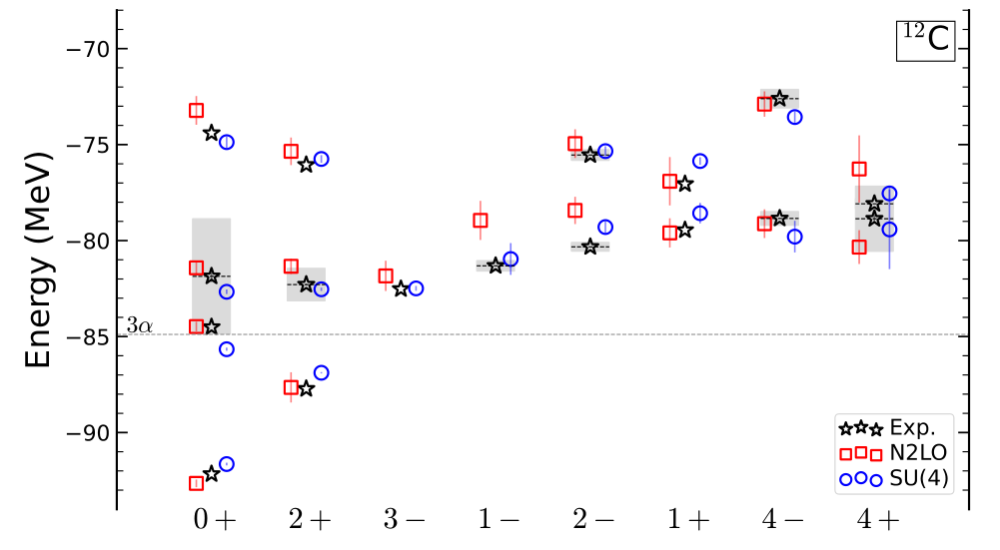 ¹²C
Energy (MeV)
−70
−75
−80
−85
−90
3α
Exp.
N2LO
SU(4)
0+ 2+ 3− 1− 2− 1+ 4− 4+